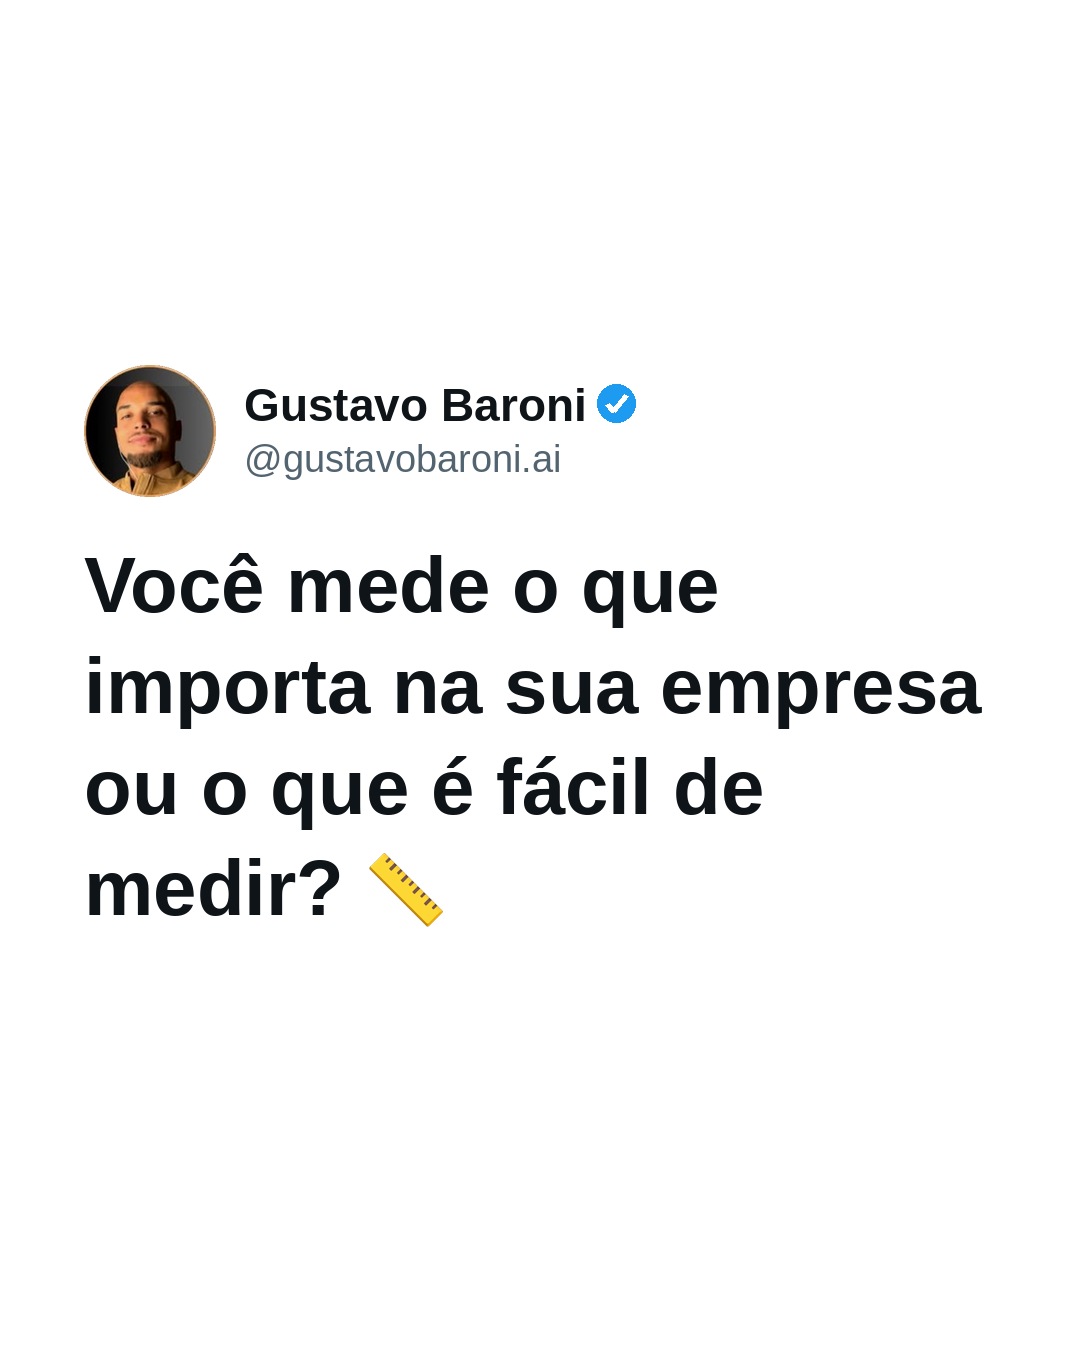 Gustavo Baroni
@gustavobaroni.ai
Você mede o que
importa na sua empresa
ou o que é fácil de
medir? 📏